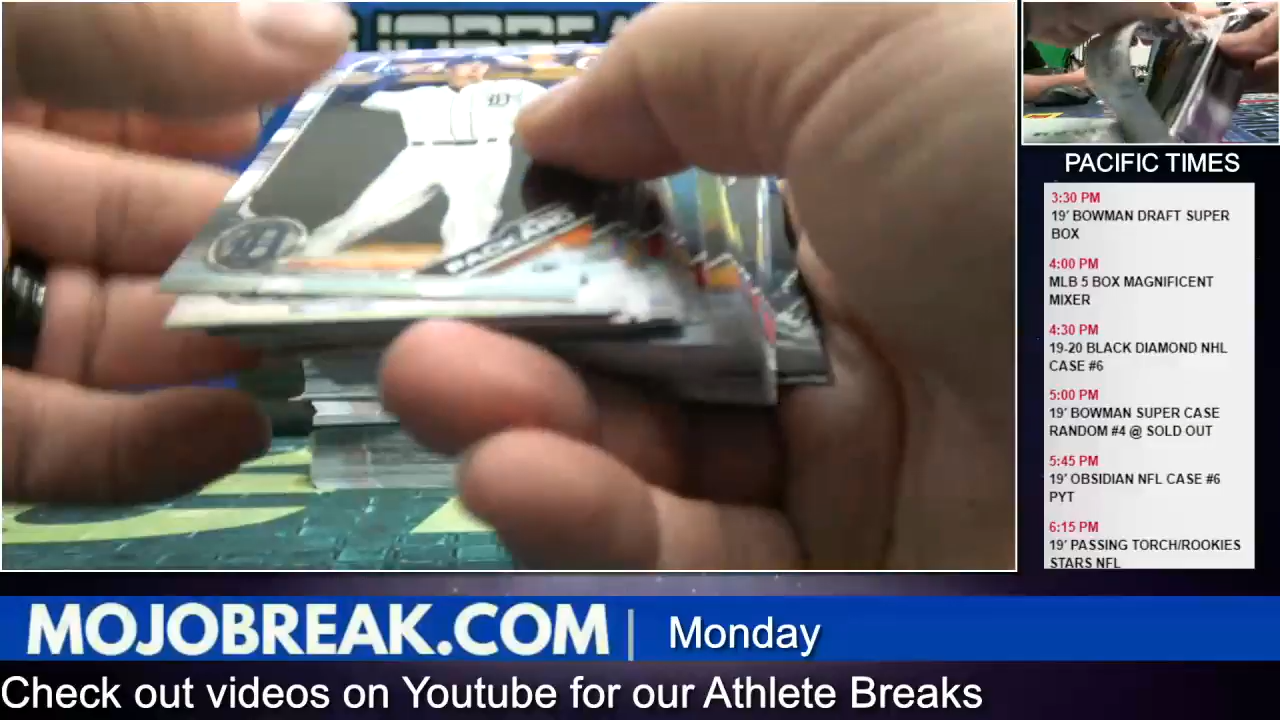 PACIFIC TIMES
3:30 PM
19' BOWMAN DRAFT SUPER
BOX
4:00 PM
MLB 5 BOX MAGNIFICENT
MIXER
4:30 PM
19-20 BLACK DIAMOND NHL
CASE #6
5:00 PM
19' BOWMAN SUPER CASE
RANDOM #4 @ SOLD OUT
5:45 PM
19' OBSIDIAN NFL CASE #6
PYT
6:15 PM
19' PASSING TORCH/ROOKIES
STARS NFL
MOJOBREAK.COM | Monday
Check out videos on Youtube for our Athlete Breaks